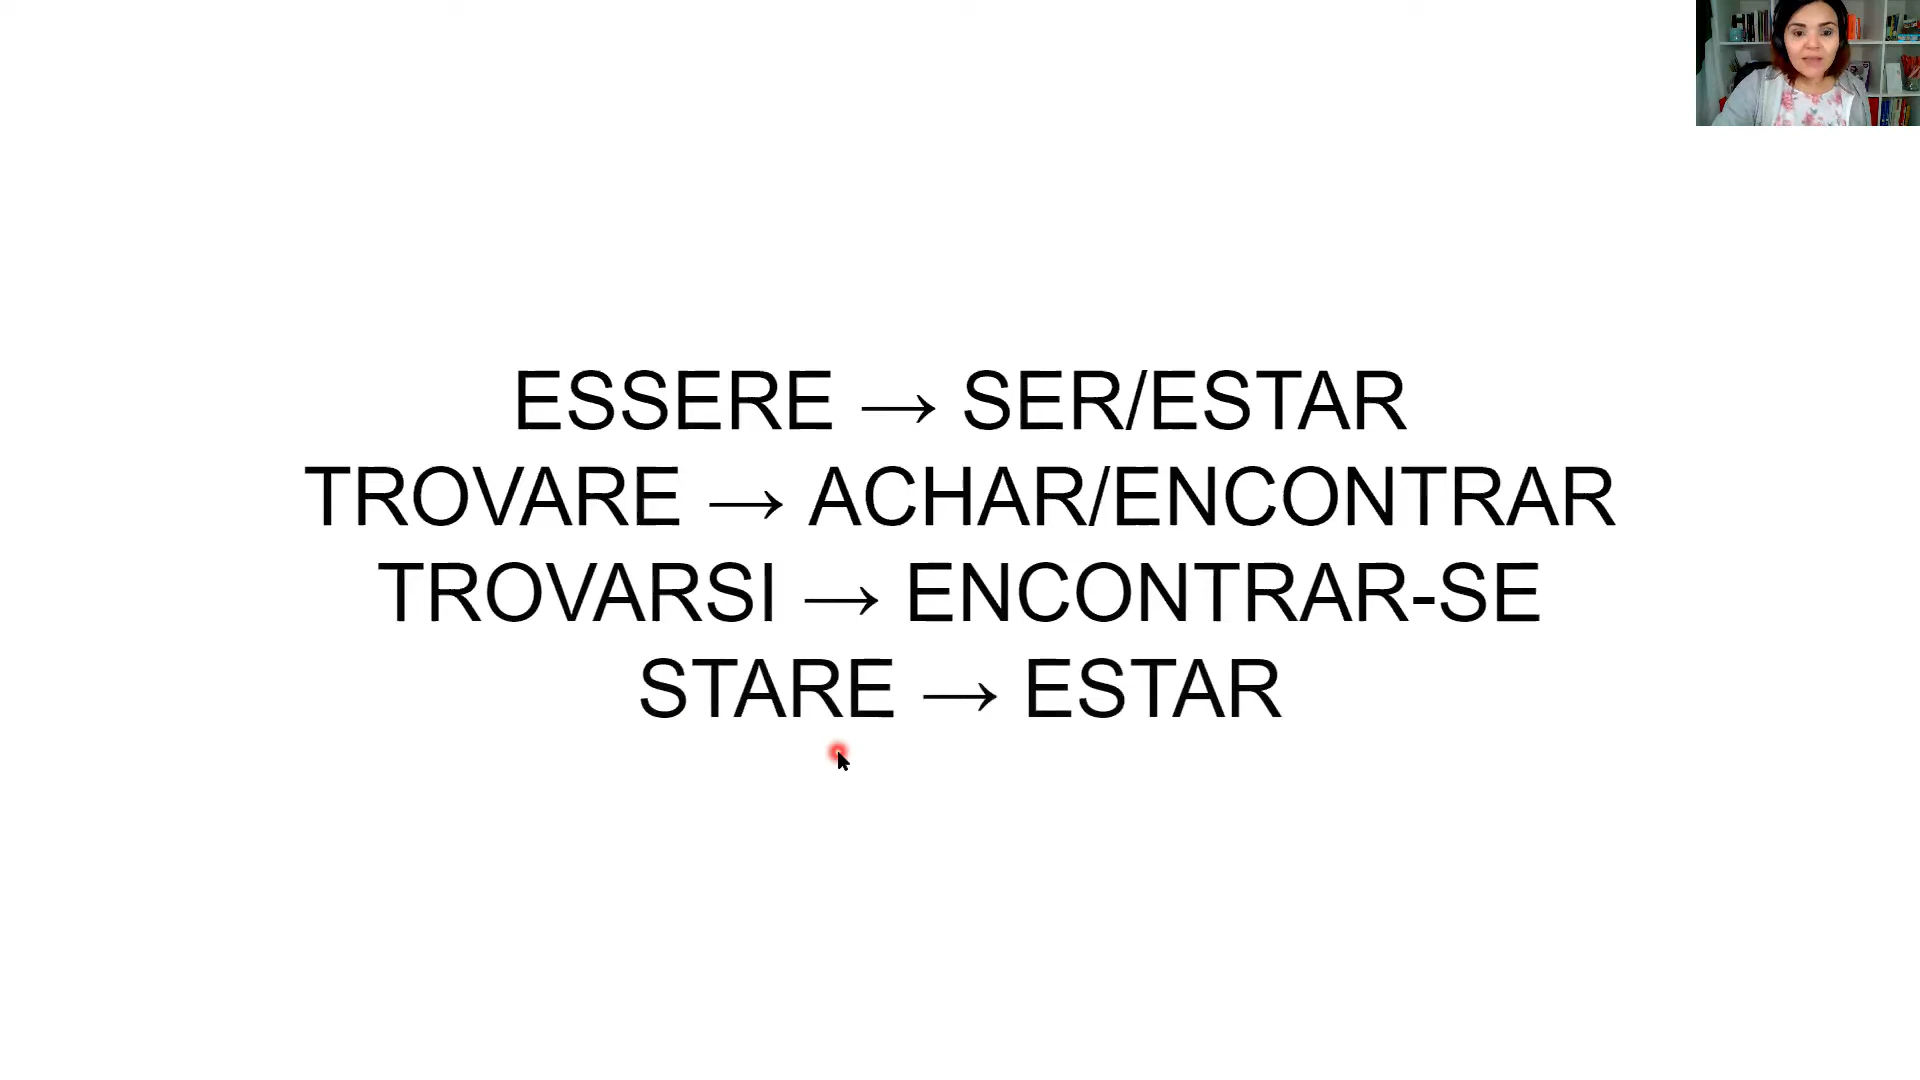 ESSERE → SER/ESTAR
TROVARE → ACHAR/ENCONTRAR
TROVARSI → ENCONTRAR-SE
STARE → ESTAR